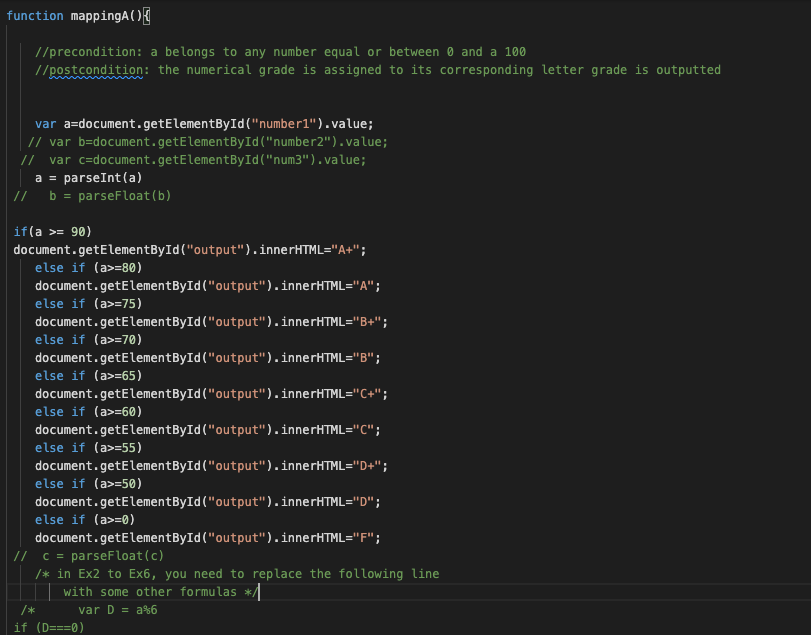 function mappingA(){
//precondition: a belongs to any number equal or between 0 and a 100
//postcondition: the numerical grade is assigned to its corresponding letter grade is outputted
var a=document.getElementById("number1").value;
// var b=document.getElementById("number2").value;
//  var c=document.getElementById("num3").value;
a = parseInt(a)
//   b = parseFloat(b)
if(a >= 90)
document.getElementById("output").innerHTML="A+";
else if (a>=80)
document.getElementById("output").innerHTML="A";
else if (a>=75)
document.getElementById("output").innerHTML="B+";
else if (a>=70)
document.getElementById("output").innerHTML="B";
else if (a>=65)
document.getElementById("output").innerHTML="C+";
else if (a>=60)
document.getElementById("output").innerHTML="C";
else if (a>=55)
document.getElementById("output").innerHTML="D+";
else if (a>=50)
document.getElementById("output").innerHTML="D";
else if (a>=0)
document.getElementById("output").innerHTML="F";
//  c = parseFloat(c)
/* in Ex2 to Ex6, you need to replace the following line
with some other formulas */
/*      var D = a%6
if (D===0)